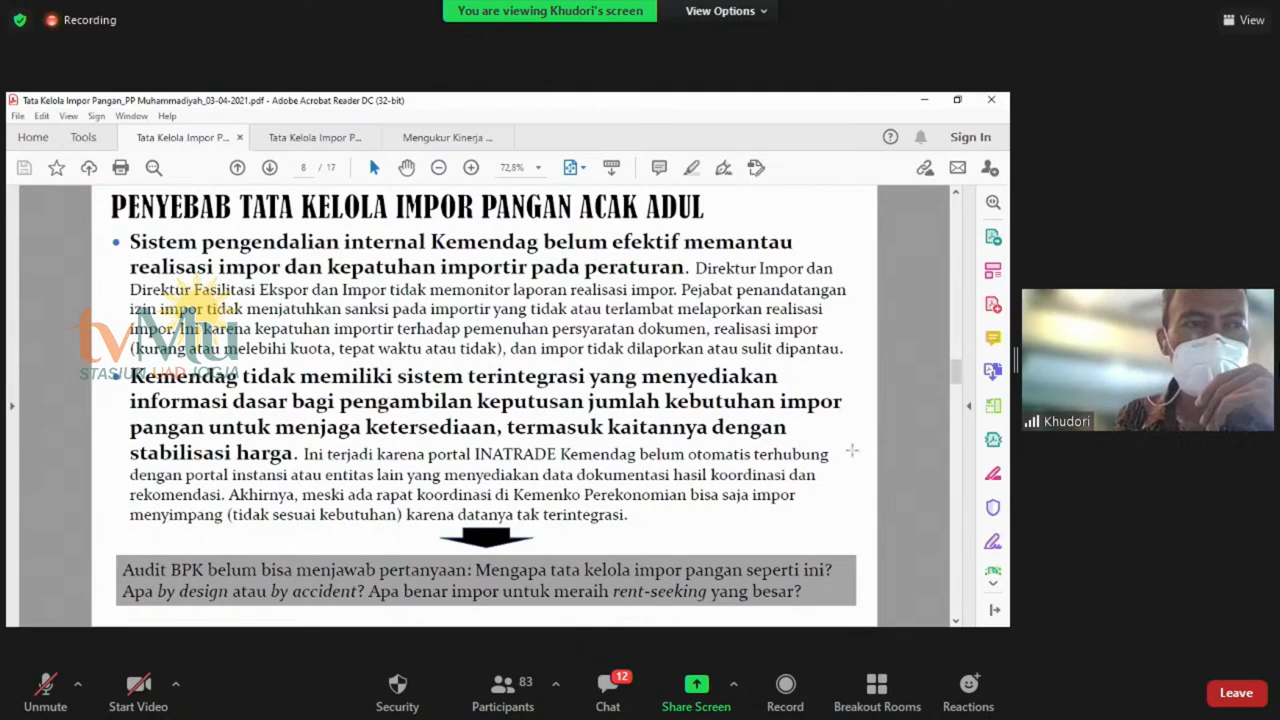 You are viewing Khudori's screen
View Options
Recording
View
Tata Kelola Impor Pangan_PP Muhammadiyah_03-04-2021.pdf - Adobe Acrobat Reader DC (32-bit)
File Edit View Sign Window Help
Home Tools Tata Kelola Impor P... Tata Kelola Impor P... Mengukur Kinerja ... Sign In
8 / 17 72,8%
PENYEBAB TATA KELOLA IMPOR PANGAN ACAK ADUL
• Sistem pengendalian internal Kemendag belum efektif memantau
realisasi impor dan kepatuhan importir pada peraturan. Direktur Impor dan
Direktur Fasilitasi Ekspor dan Impor tidak memonitor laporan realisasi impor. Pejabat penandatangan
izin impor tidak menjatuhkan sanksi pada importir yang tidak atau terlambat melaporkan realisasi
impor. Ini karena kepatuhan importir terhadap pemenuhan persyaratan dokumen, realisasi impor
(kurang atau melebihi kuota, tepat waktu atau tidak), dan impor tidak dilaporkan atau sulit dipantau.
• Kemendag tidak memiliki sistem terintegrasi yang menyediakan
informasi dasar bagi pengambilan keputusan jumlah kebutuhan impor
pangan untuk menjaga ketersediaan, termasuk kaitannya dengan
stabilisasi harga. Ini terjadi karena portal INATRADE Kemendag belum otomatis terhubung
dengan portal instansi atau entitas lain yang menyediakan data dokumentasi hasil koordinasi dan
rekomendasi. Akhirnya, meski ada rapat koordinasi di Kemenko Perekonomian bisa saja impor
menyimpang (tidak sesuai kebutuhan) karena datanya tak terintegrasi.
Audit BPK belum bisa menjawab pertanyaan: Mengapa tata kelola impor pangan seperti ini?
Apa by design atau by accident? Apa benar impor untuk meraih rent-seeking yang besar?
tvMu
STASIUN UAD JOGJA
Khudori
Unmute
Start Video
Security
83
Participants
12
Chat
Share Screen
Record
Breakout Rooms
Reactions
Leave